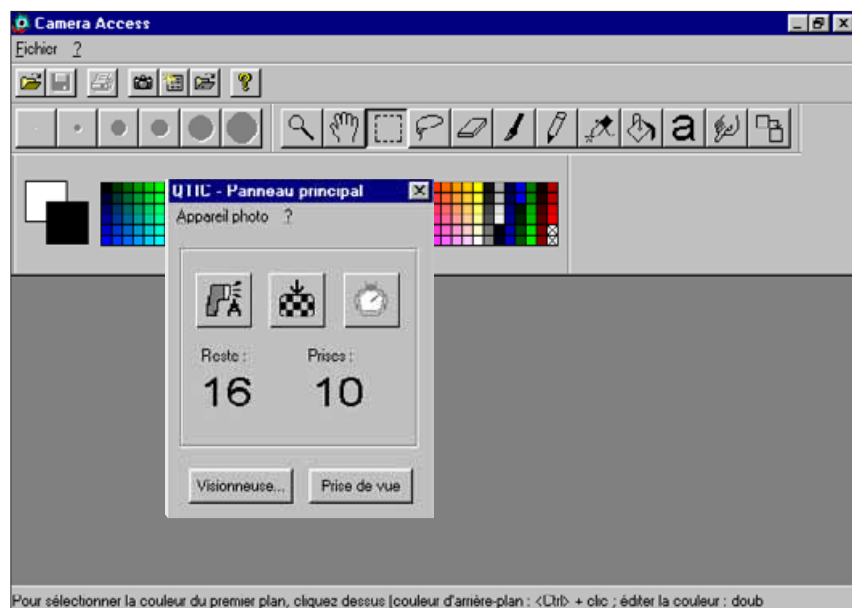 Camera Access
Fichier ?
QTIC - Panneau principal
Appareil photo ?
Reste : Prises :
16 10
Visionneuse... Prise de vue
Pour sélectionner la couleur du premier plan, cliquez dessus (couleur d'arrière-plan : <Ctrl> + clic ; éditer la couleur : doub